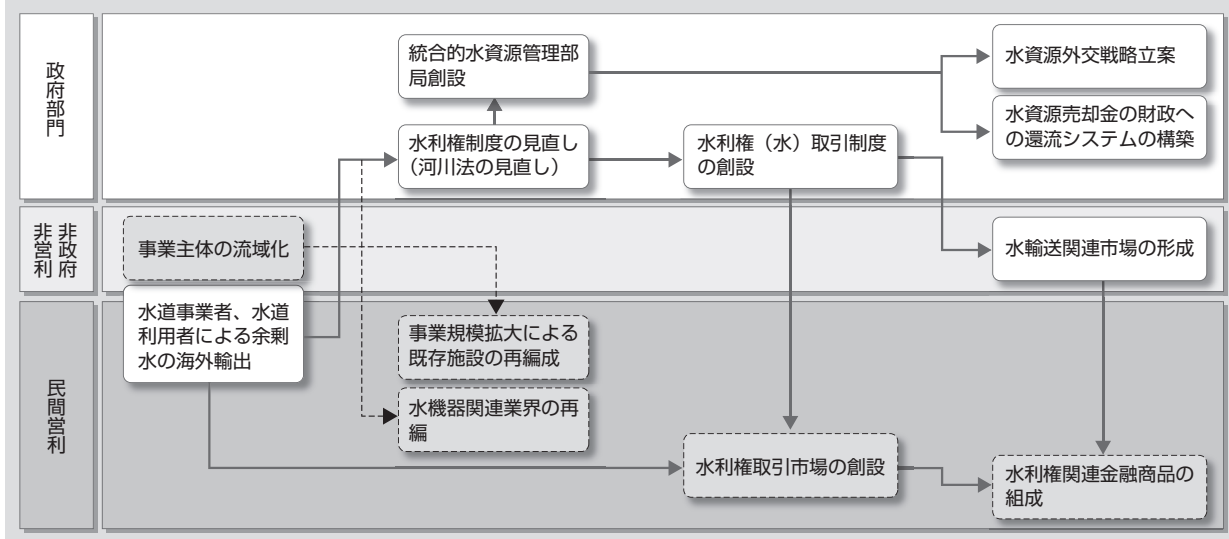 政府部門
統合的水資源管理部
局創設
水資源外交戦略立案
水資源売却金の財政へ
の還流システムの構築
水利権制度の見直し
（河川法の見直し）
水利権（水）取引制度
の創設
非政府
非営利
事業主体の流域化
水輸送関連市場の形成
民間営利
水道事業者、水道
利用者による余剰
水の海外輸出
事業規模拡大による
既存施設の再編成
水機器関連業界の再
編
水利権取引市場の創設
水利権関連金融商品の
組成